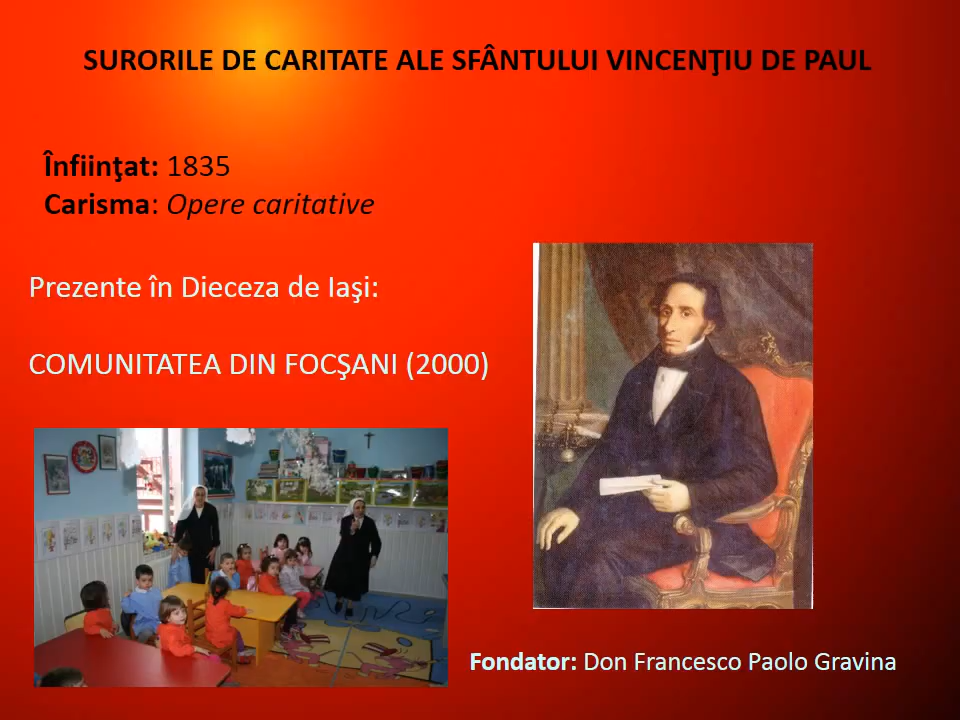 SURORILE DE CARITATE ALE SFÂNTULUI VINCENŢIU DE PAUL
Înfiinţat: 1835
Carisma: Opere caritative
Prezente în Dieceza de Iaşi:
COMUNITATEA DIN FOCŞANI (2000)
Fondator: Don Francesco Paolo Gravina